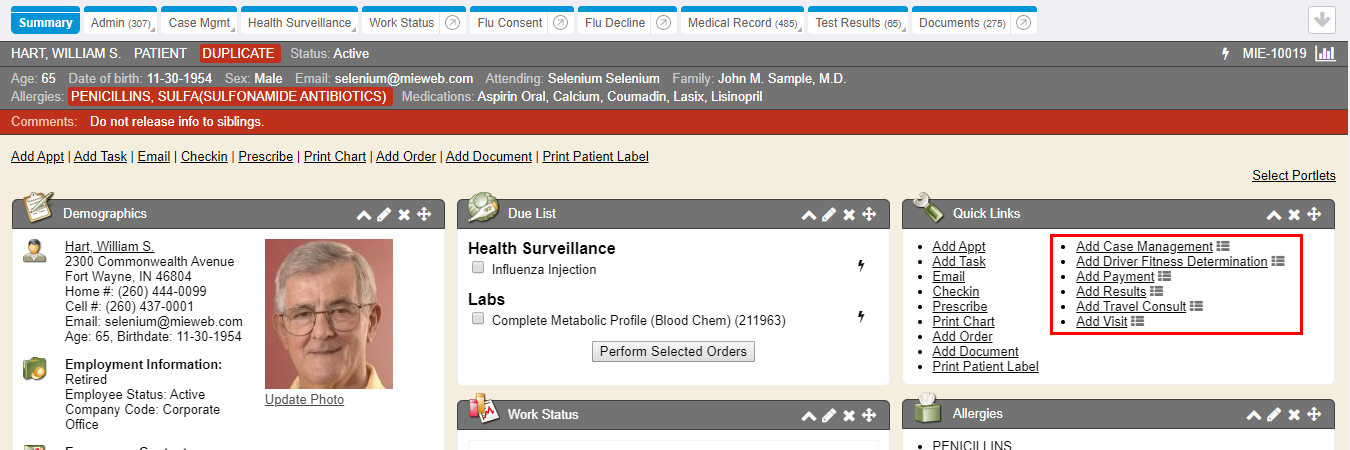 Summary Admin (307) Case Mgmt Health Surveillance Work Status Flu Consent Flu Decline Medical Record (485) Test Results (65) Documents (275)
HART, WILLIAM S. PATIENT DUPLICATE Status: Active MIE-10019
Age: 65 Date of birth: 11-30-1954 Sex: Male Email: selenium@mieweb.com Attending: Selenium Selenium Family: John M. Sample, M.D.
Allergies: PENICILLINS, SULFA(SULFONAMIDE ANTIBIOTICS) Medications: Aspirin Oral, Calcium, Coumadin, Lasix, Lisinopril
Comments: Do not release info to siblings.
Add Appt | Add Task | Email | Checkin | Prescribe | Print Chart | Add Order | Add Document | Print Patient Label
Select Portlets
Demographics
Hart, William S.
2300 Commonwealth Avenue
Fort Wayne, IN 46804
Home #: (260) 444-0099
Cell #: (260) 437-0001
Email: selenium@mieweb.com
Age: 65, Birthdate: 11-30-1954
Update Photo
Employment Information:
Retired
Employee Status: Active
Company Code: Corporate
Office
Due List
Health Surveillance
Influenza Injection
Labs
Complete Metabolic Profile (Blood Chem) (211963)
Perform Selected Orders
Work Status
Quick Links
Add Appt
Add Task
Email
Checkin
Prescribe
Print Chart
Add Order
Add Document
Print Patient Label
Add Case Management
Add Driver Fitness Determination
Add Payment
Add Results
Add Travel Consult
Add Visit
Allergies
PENICILLINS